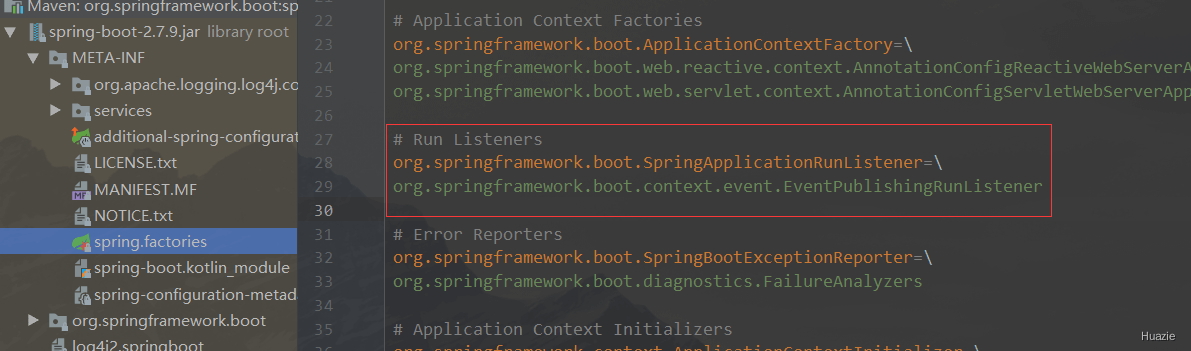 Maven: org.springframework.boot:sp
spring-boot-2.7.9.jar library root
META-INF
org.apache.logging.log4j.co
services
additional-spring-configurat
LICENSE.txt
MANIFEST.MF
NOTICE.txt
spring.factories
spring-boot.kotlin_module
spring-configuration-metad
org.springframework.boot
log4j2.springboot
22 # Application Context Factories
23 org.springframework.boot.ApplicationContextFactory=\
24 org.springframework.boot.web.reactive.context.AnnotationConfigReactiveWebServerA
25 org.springframework.boot.web.servlet.context.AnnotationConfigServletWebServerApp
26
27 # Run Listeners
28 org.springframework.boot.SpringApplicationRunListener=\
29 org.springframework.boot.context.event.EventPublishingRunListener
30
31 # Error Reporters
32 org.springframework.boot.SpringBootExceptionReporter=\
33 org.springframework.boot.diagnostics.FailureAnalyzers
34
35 # Application Context Initializers
36 org.springframework.context.ApplicationContextInitializer=\
Huazie